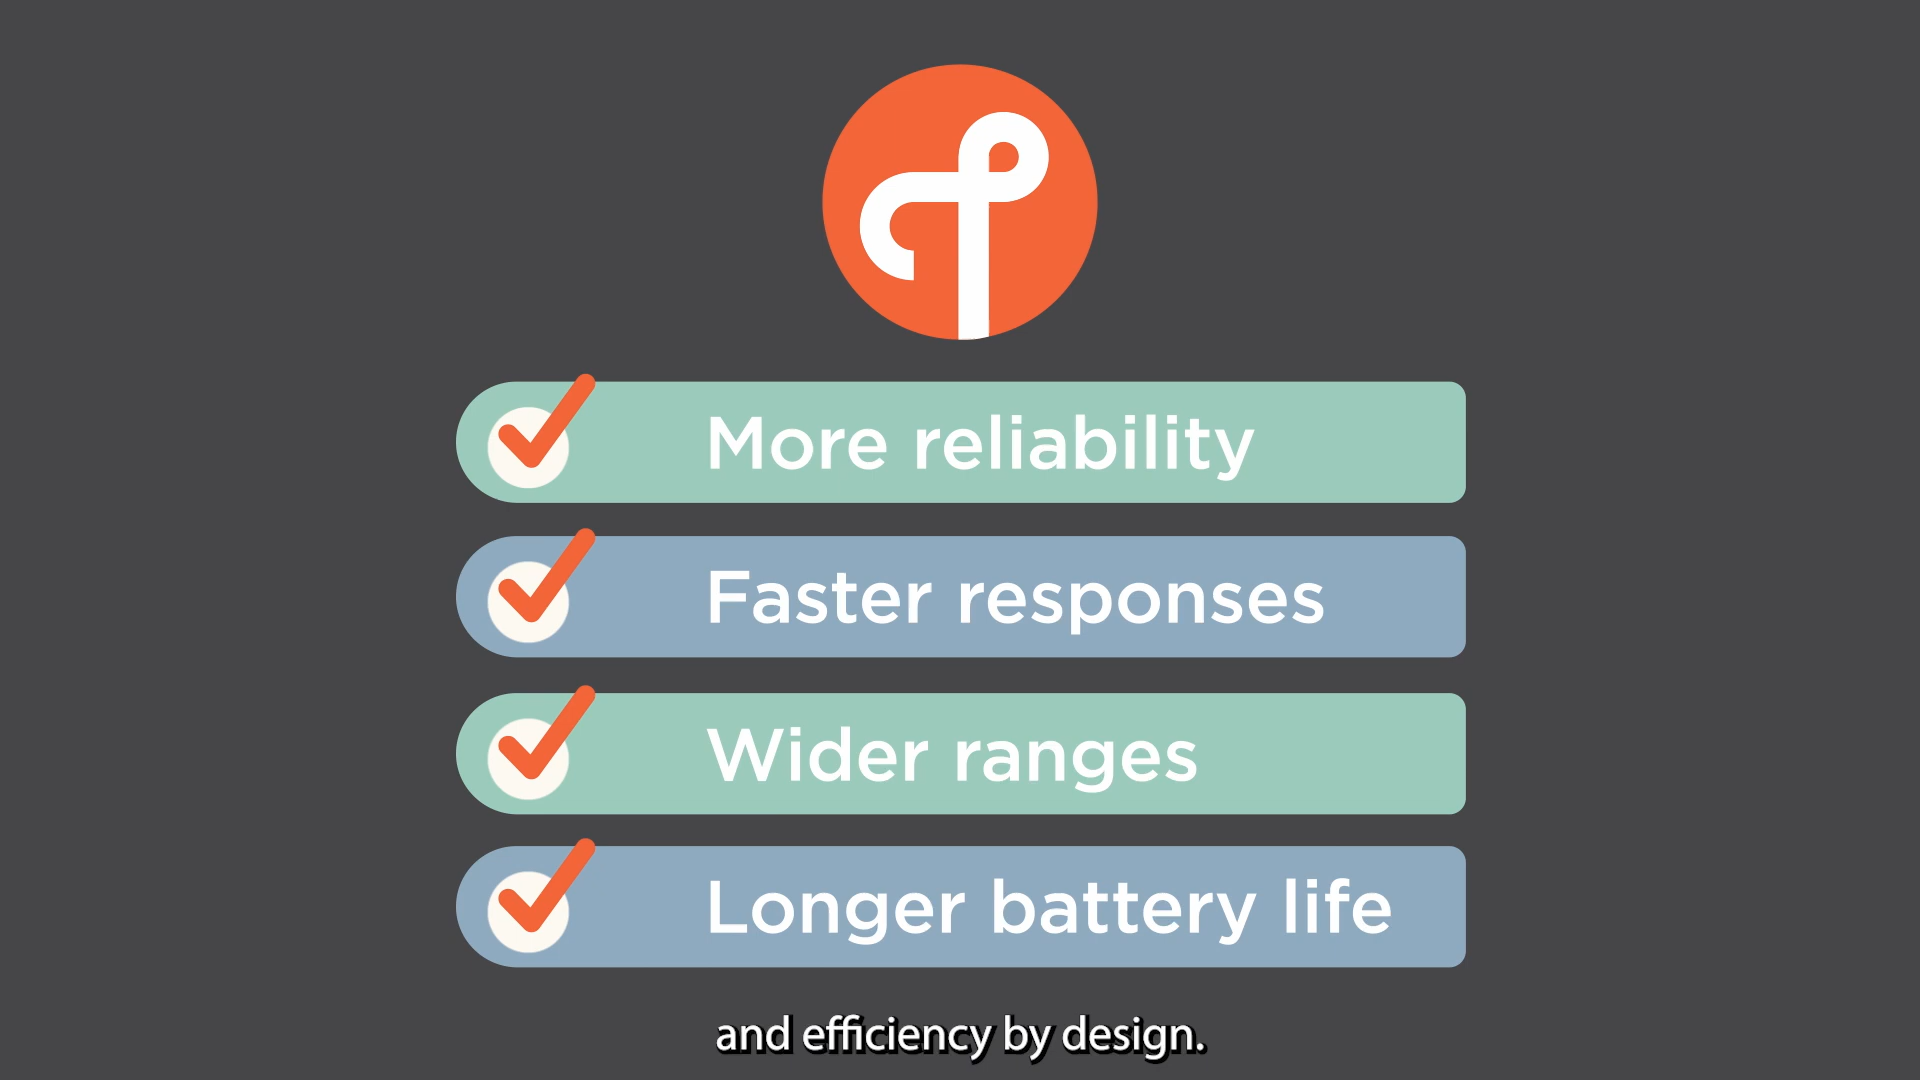 More reliability
Faster responses
Wider ranges
Longer battery life
and efficiency by design.